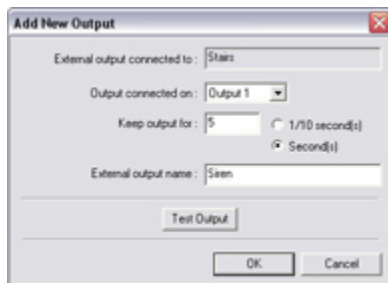 Add New Output
External output connected to : Stairs
Output connected on : Output 1
Keep output for : 5
1/10 second(s)
Second(s)
External output name : Siren
Test Output
OK Cancel